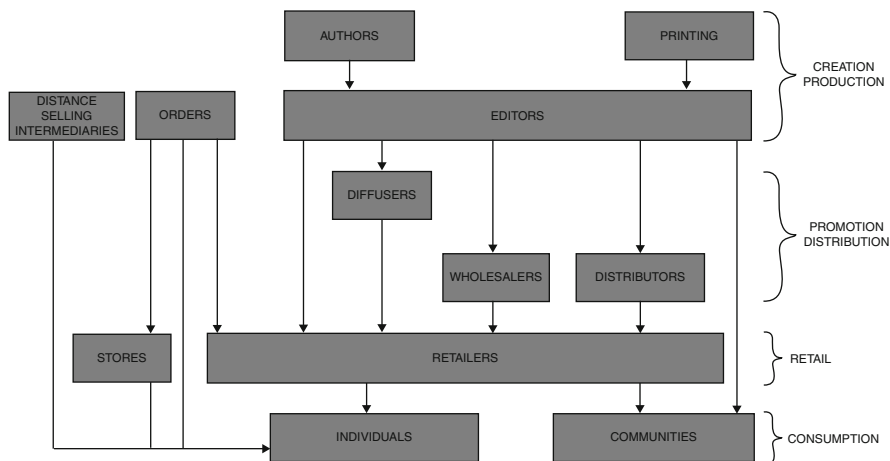 AUTHORS
PRINTING
CREATION
PRODUCTION
DISTANCE
SELLING
INTERMEDIARIES
ORDERS
EDITORS
DIFFUSERS
PROMOTION
DISTRIBUTION
WHOLESALERS
DISTRIBUTORS
STORES
RETAILERS
RETAIL
INDIVIDUALS
COMMUNITIES
CONSUMPTION